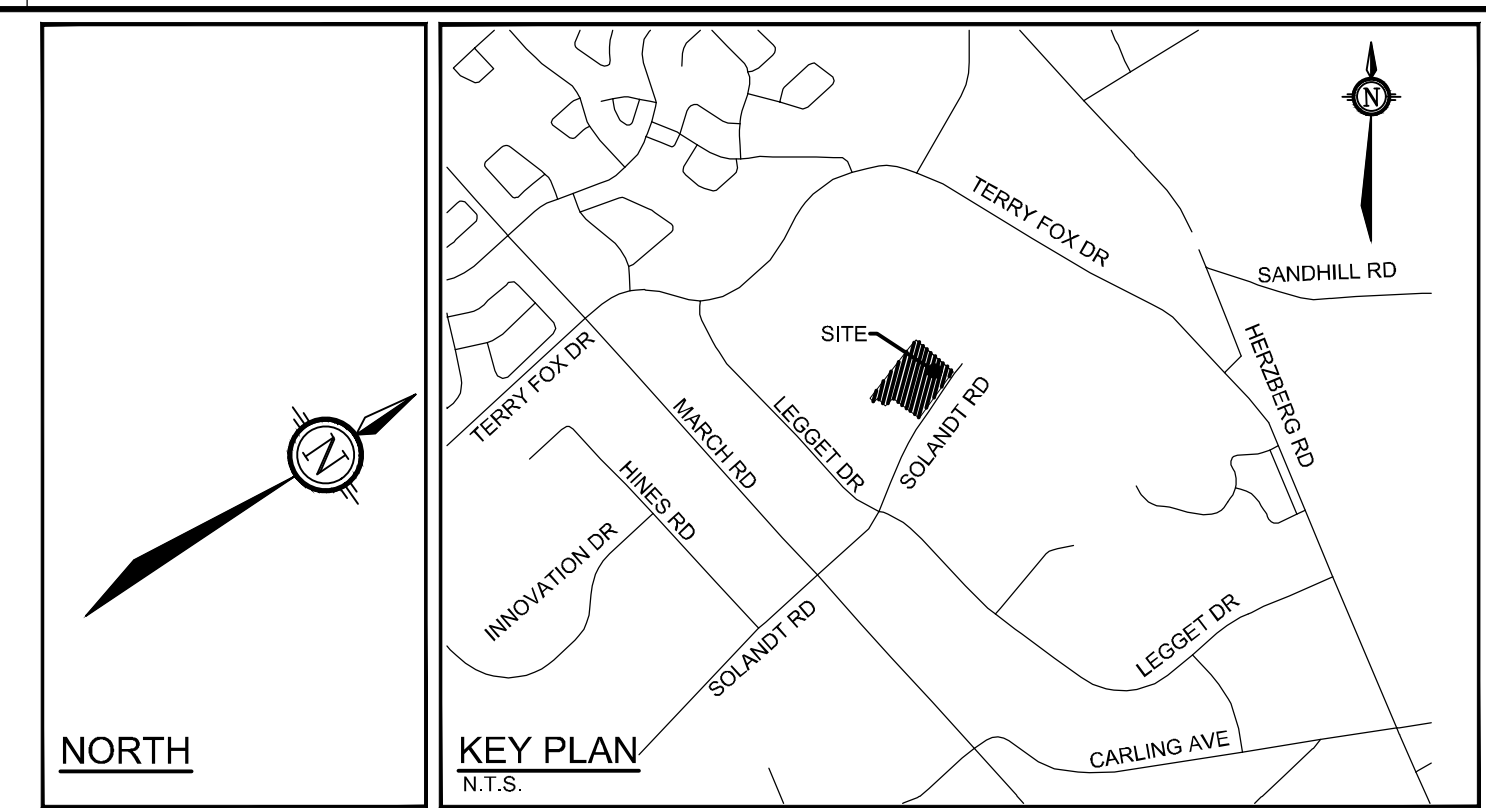 N
NORTH
N
TERRY FOX DR
SANDHILL RD
SITE
HERZBERG RD
TERRY FOX DR
MARCH RD
LEGGET DR
SOLANDT RD
HINES RD
INNOVATION DR
SOLANDT RD
LEGGET DR
CARLING AVE
KEY PLAN
N.T.S.